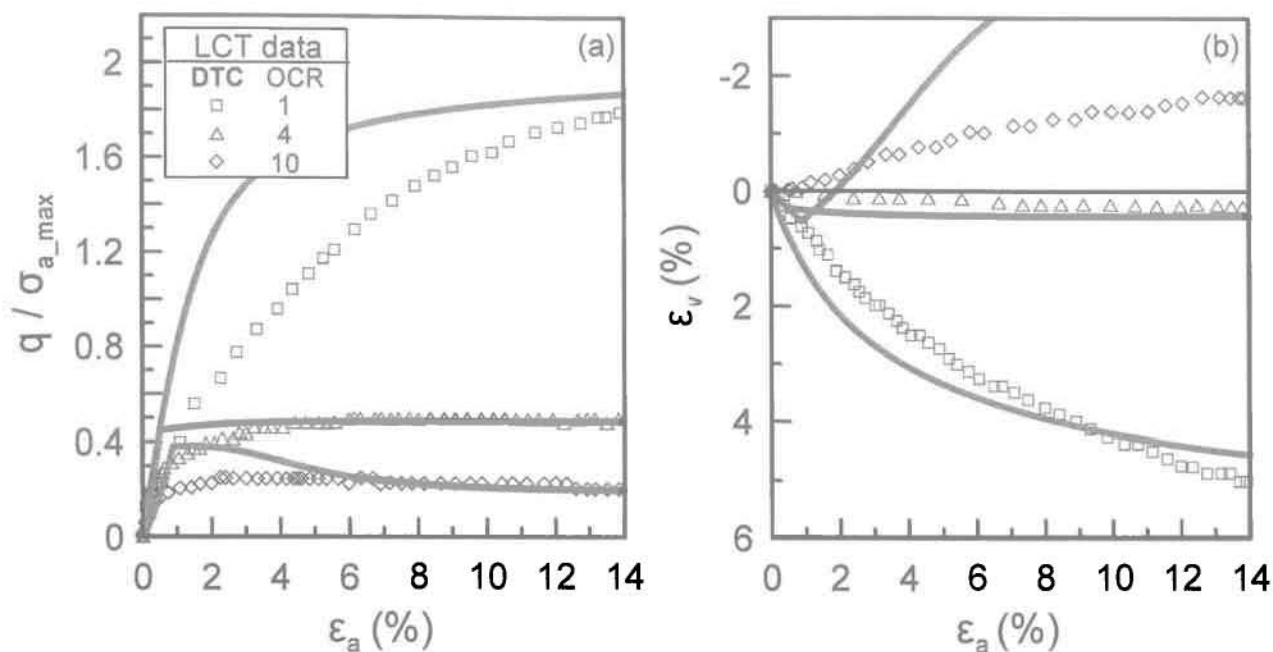 (a)
LCT data
DTC OCR
1
4
10
2
1.6
1.2
0.8
0.4
0
q / σa_max
0 2 4 6 8 10 12 14
εa (%)
(b)
-2
0
2
4
6
εv (%)
0 2 4 6 8 10 12 14
εa (%)